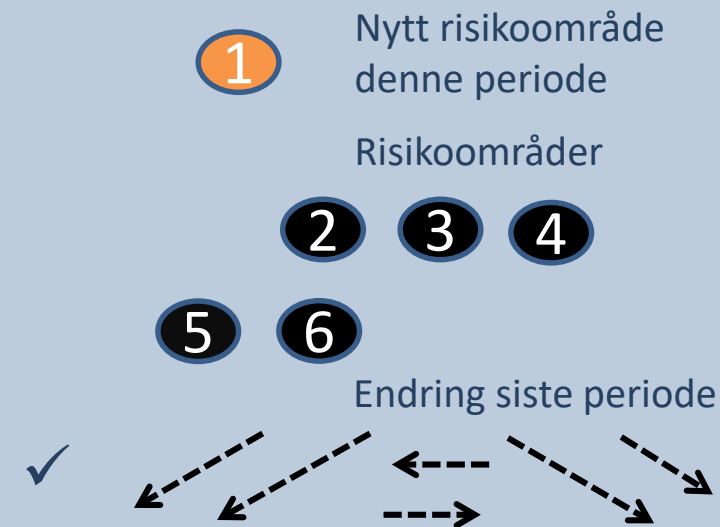 1
Nytt risikoområde
denne periode
Risikoområder
2 3 4
5 6
Endring siste periode